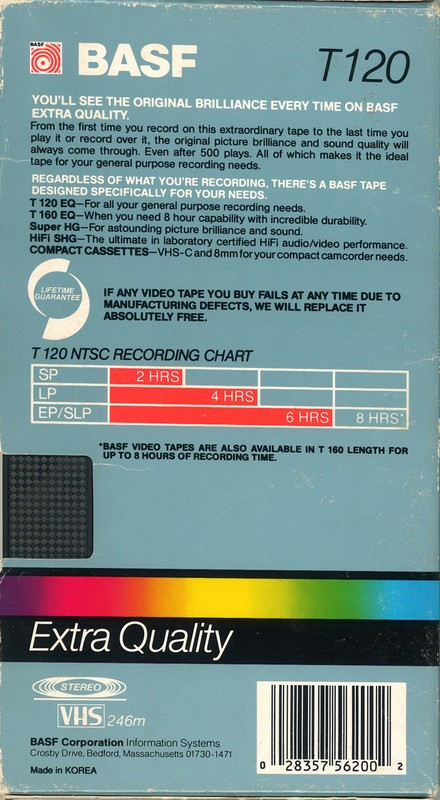 BASF
BASF
T120
YOU'LL SEE THE ORIGINAL BRILLIANCE EVERY TIME ON BASF
EXTRA QUALITY.
From the first time you record on this extraordinary tape to the last time you
play it or record over it, the original picture brilliance and sound quality will
always come through. Even after 500 plays. All of which makes it the ideal
tape for your general purpose recording needs.
REGARDLESS OF WHAT YOU'RE RECORDING, THERE'S A BASF TAPE
DESIGNED SPECIFICALLY FOR YOUR NEEDS.
T 120 EQ—For all your general purpose recording needs.
T 160 EQ—When you need 8 hour capability with incredible durability.
Super HG—For astounding picture brilliance and sound.
HiFi SHG—The ultimate in laboratory certified HiFi audio/video performance.
COMPACT CASSETTES—VHS-C and 8mm for your compact camcorder needs.
LIFETIME
GUARANTEE
IF ANY VIDEO TAPE YOU BUY FAILS AT ANY TIME DUE TO
MANUFACTURING DEFECTS, WE WILL REPLACE IT
ABSOLUTELY FREE.
T 120 NTSC RECORDING CHART
SP 2 HRS
LP 4 HRS
EP/SLP 6 HRS 8 HRS*
*BASF VIDEO TAPES ARE ALSO AVAILABLE IN T 160 LENGTH FOR
UP TO 8 HOURS OF RECORDING TIME.
Extra Quality
STEREO
VHS 246m
BASF Corporation Information Systems
Crosby Drive, Bedford, Massachusetts 01730-1471
Made in KOREA
0 28357 56200 2